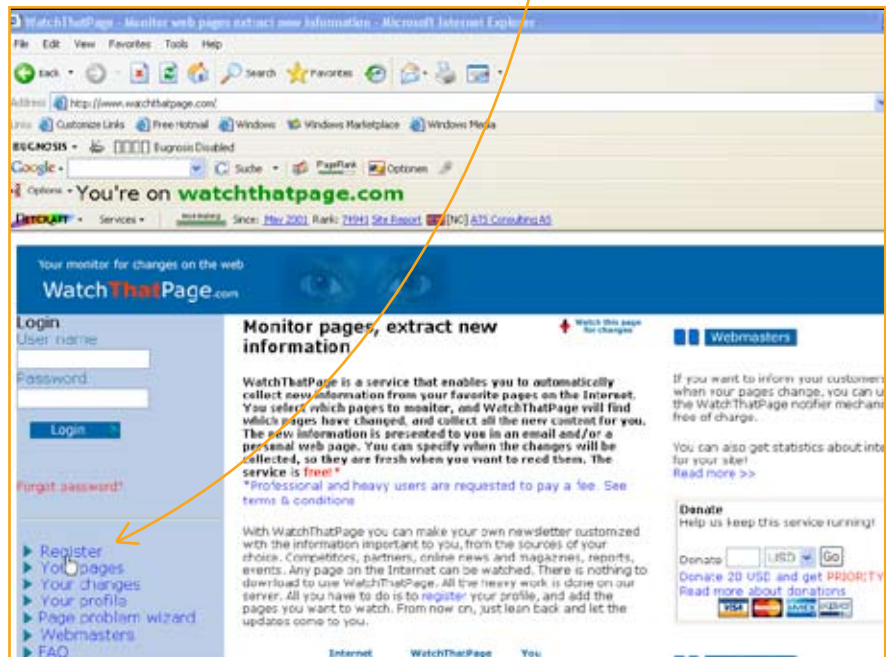 WatchThatPage - Monitor web pages extract new information - Microsoft Internet Explorer
File Edit View Favorites Tools Help
Back Search Favorites
Address http://www.watchthatpage.com/
Links Customize Links Free Hotmail Windows Windows Marketplace Windows Media
BUGNOSIS Bugnosis Disabled
Google Suche PageRank Optionen
Options You're on watchthatpage.com
NETCRAFT Services Since: May 2001 Rank: Site Report [NO] ATS Consulting AS
Your monitor for changes on the web
WatchThatPage.com
Login
User name
Password
Login
Forgot password?
Register
Your pages
Your changes
Your profile
Page problem wizard
Webmasters
FAQ
Monitor pages, extract new
information
Watch this page
for changes
WatchThatPage is a service that enables you to automatically
collect new information from your favorite pages on the Internet.
You select which pages to monitor, and WatchThatPage will find
which pages have changed, and collect all the new content for you.
The new information is presented to you in an email and/or a
personal web page. You can specify when the changes will be
collected, so they are fresh when you want to read them. The
service is free!*
*Professional and heavy users are requested to pay a fee. See
terms & conditions
With WatchThatPage you can make your own newsletter customized
with the information important to you, from the sources of your
choice. Competitors, partners, online news and magazines, reports,
events. Any page on the Internet can be watched. There is nothing to
download to use WatchThatPage. All the heavy work is done on our
server. All you have to do is to register your profile, and add the
pages you want to watch. From now on, just lean back and let the
updates come to you.
Internet WatchThatPage You
Webmasters
If you want to inform your customers
when your pages change, you can u
the WatchThatPage notifier mechani
free of charge.
You can also get statistics about inte
for your site!
Read more >>
Donate
Help us keep this service running!
Donate USD Go
Donate 20 USD and get PRIORITY
Read more about donations
VISA